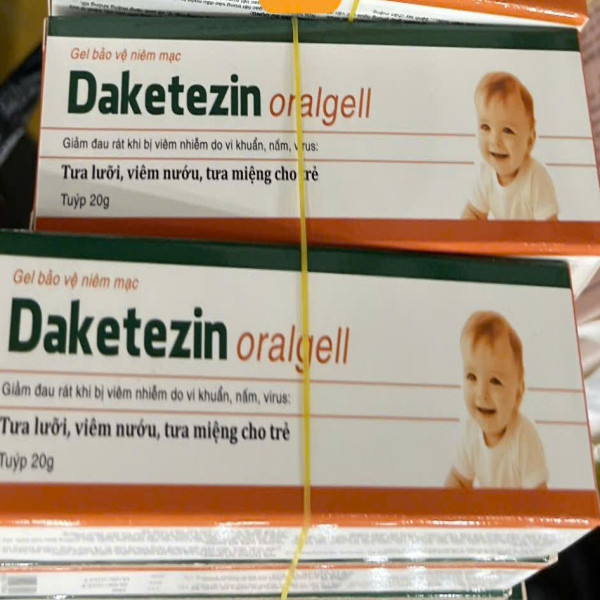 Gel bảo vệ niêm mạc
Daketezin oralgell
Giảm đau rát khi bị viêm nhiễm do vi khuẩn, nấm, virus:
Tưa lưỡi, viêm nướu, tưa miệng cho trẻ
Tuýp 20g
Gel bảo vệ niêm mạc
Daketezin oralgell
Giảm đau rát khi bị viêm nhiễm do vi khuẩn, nấm, virus:
Tưa lưỡi, viêm nướu, tưa miệng cho trẻ
Tuýp 20g